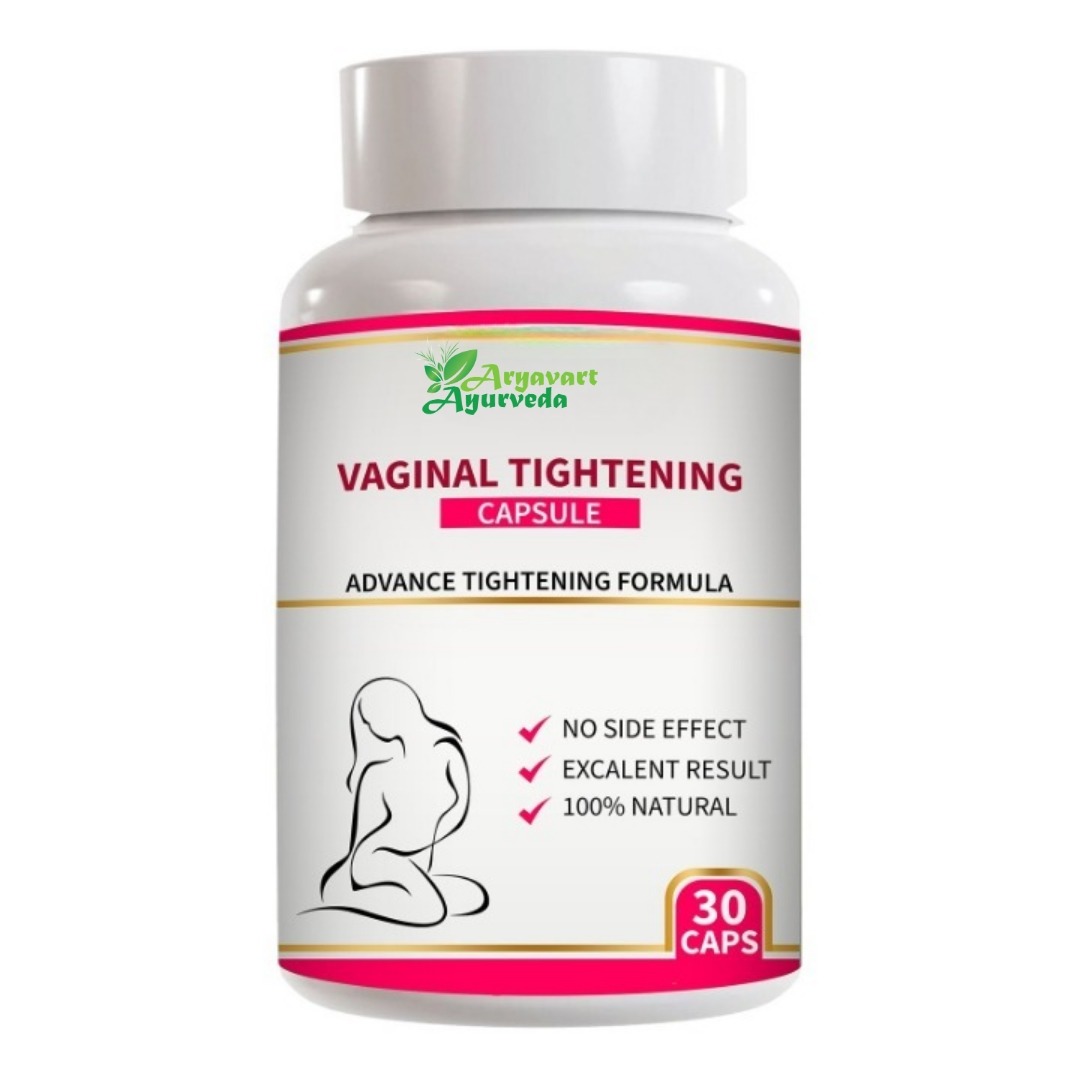 Aryavart
Ayurveda
VAGINAL TIGHTENING
CAPSULE
ADVANCE TIGHTENING FORMULA
NO SIDE EFFECT
EXCALENT RESULT
100% NATURAL
30
CAPS